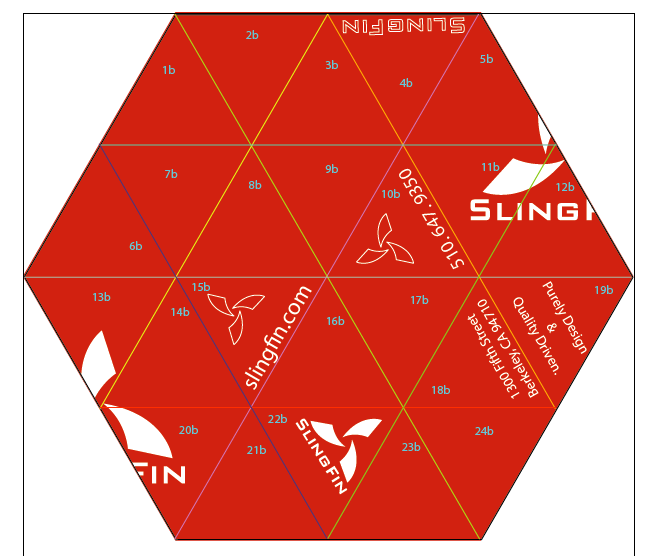 SLINGFIN
2b
5b
3b
1b
4b
11b
9b
7b
8b
12b
10b
510.647.9350
SLINGF
6b
15b
19b
13b
17b
14b
16b
slingfin.com
Purely Design
&
Quality Driven.
1300 Fifth Street
Berkeley, CA 94710
18b
22b
20b
24b
23b
21b
SLINGFIN
FIN